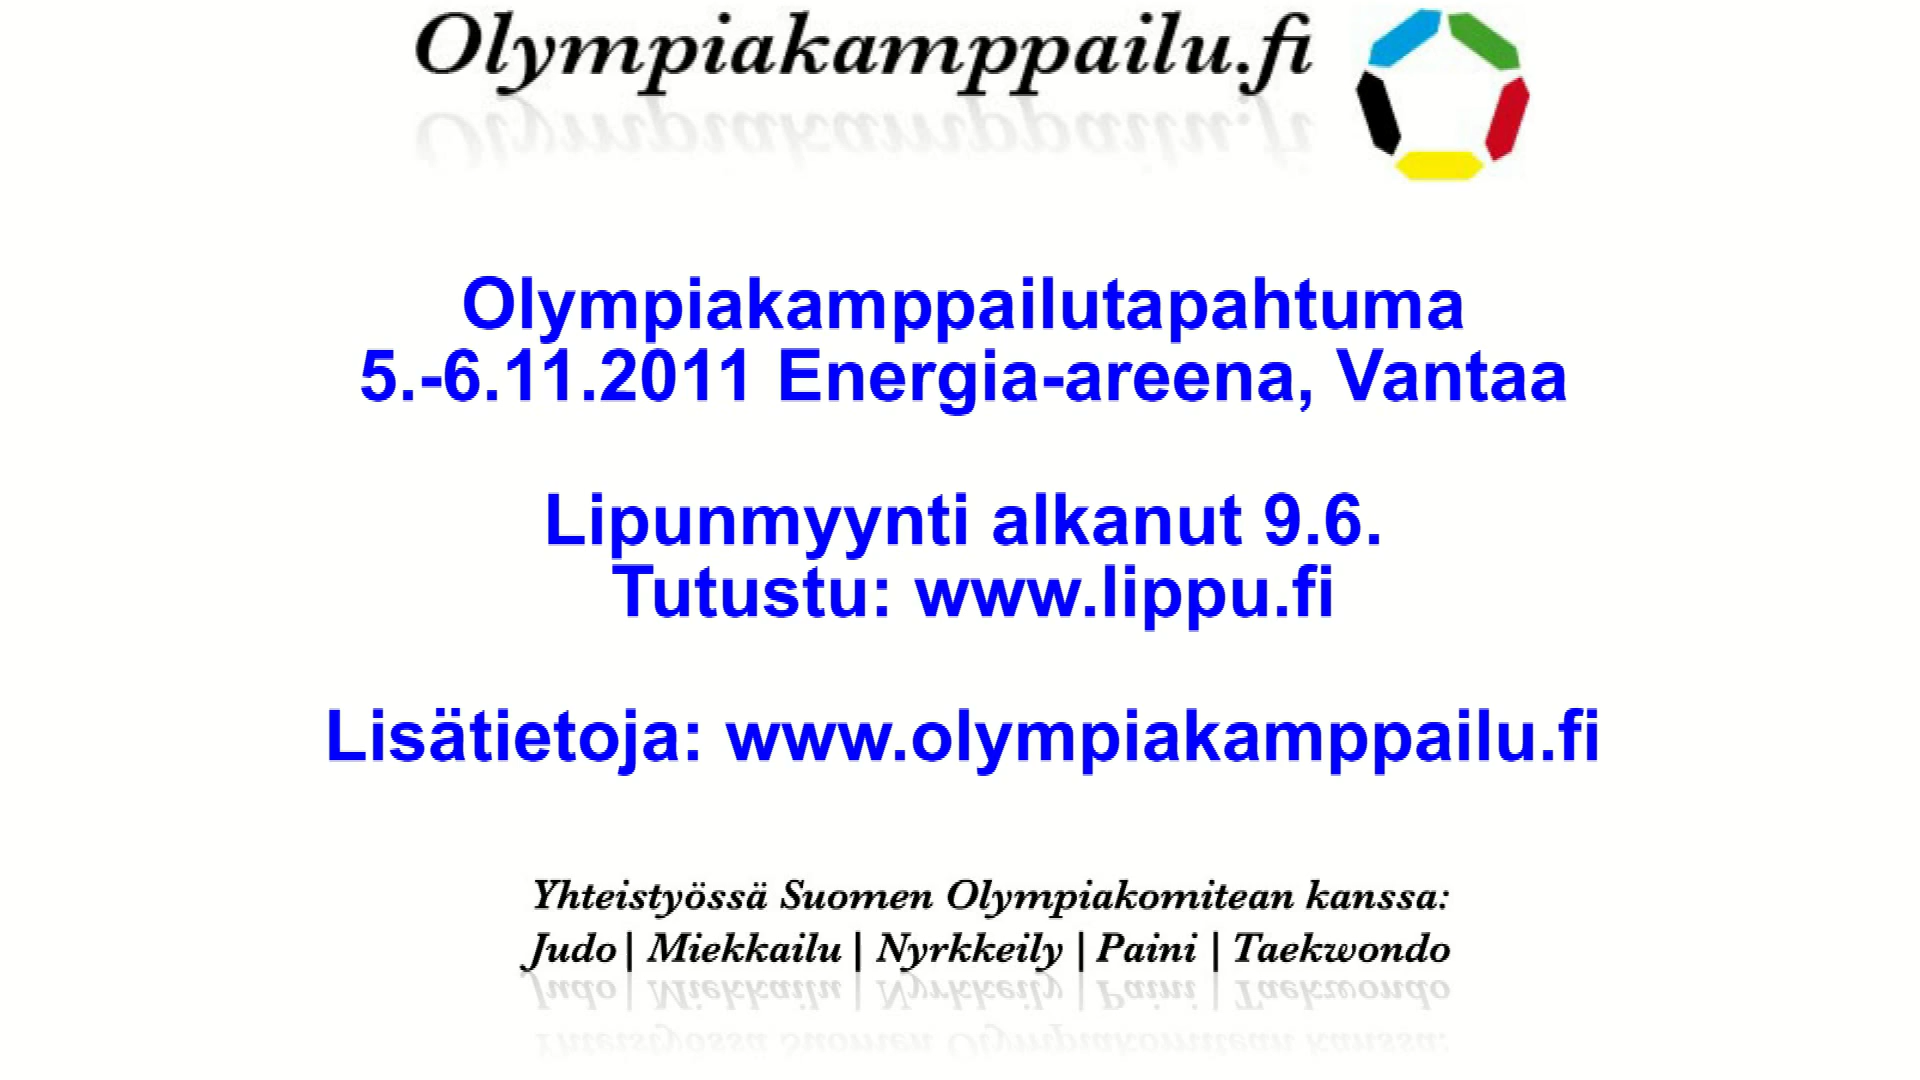 Olympiakamppailu.fi
Olympiakamppailutapahtuma
5.-6.11.2011 Energia-areena, Vantaa
Lipunmyynti alkanut 9.6.
Tutustu: www.lippu.fi
Lisätietoja: www.olympiakamppailu.fi
Yhteistyössä Suomen Olympiakomitean kanssa:
Judo | Miekkailu | Nyrkkeily | Paini | Taekwondo